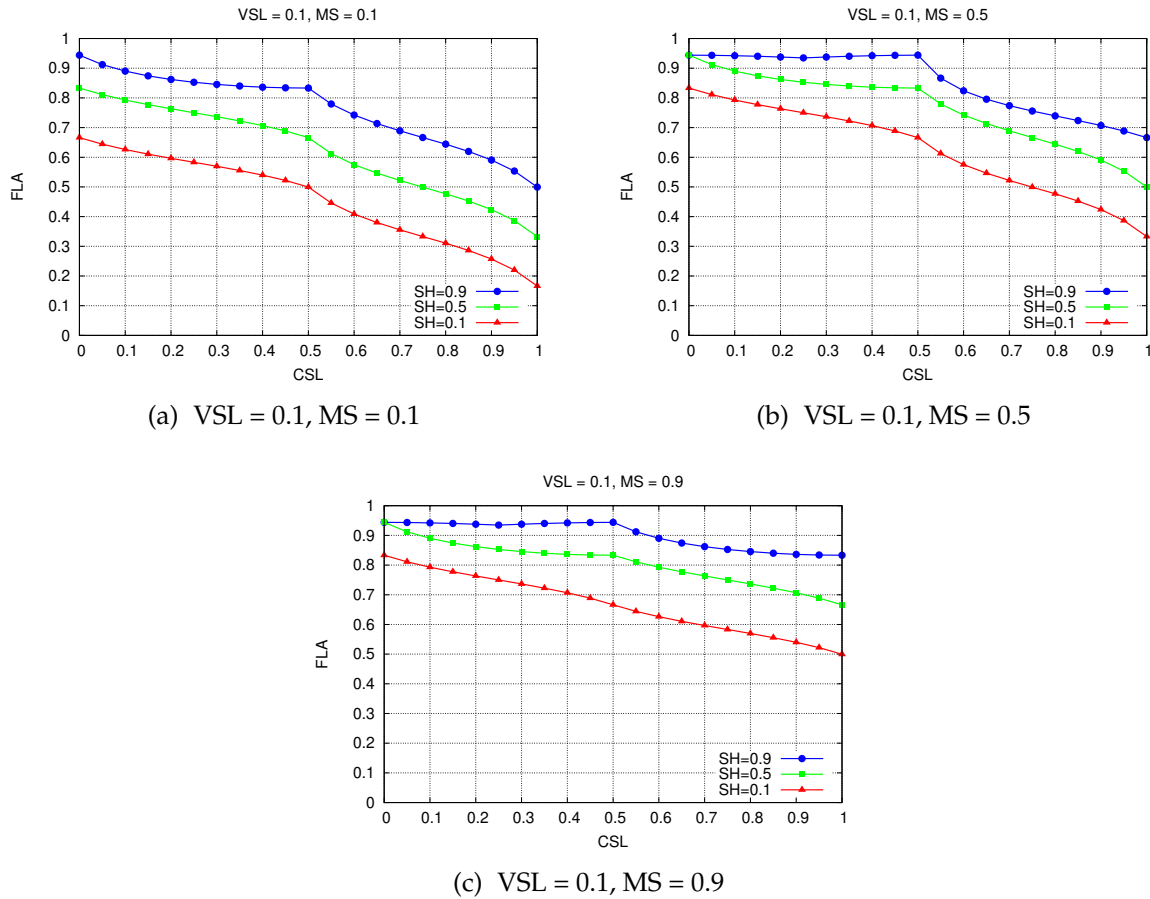 VSL = 0.1, MS = 0.1
1
0.9
0.8
0.7
0.6
0.5
0.4
0.3
0.2
0.1
0
FLA
SH=0.9
SH=0.5
SH=0.1
0 0.1 0.2 0.3 0.4 0.5 0.6 0.7 0.8 0.9 1
CSL
(a) VSL = 0.1, MS = 0.1
VSL = 0.1, MS = 0.5
1
0.9
0.8
0.7
0.6
0.5
0.4
0.3
0.2
0.1
0
FLA
SH=0.9
SH=0.5
SH=0.1
0 0.1 0.2 0.3 0.4 0.5 0.6 0.7 0.8 0.9 1
CSL
(b) VSL = 0.1, MS = 0.5
VSL = 0.1, MS = 0.9
1
0.9
0.8
0.7
0.6
0.5
0.4
0.3
0.2
0.1
0
FLA
SH=0.9
SH=0.5
SH=0.1
0 0.1 0.2 0.3 0.4 0.5 0.6 0.7 0.8 0.9 1
CSL
(c) VSL = 0.1, MS = 0.9